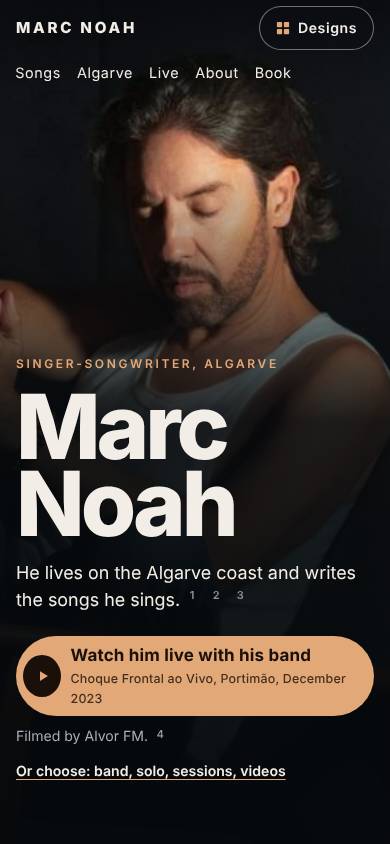 MARC NOAH
Designs
Songs Algarve Live About Book
SINGER-SONGWRITER, ALGARVE
Marc
Noah
He lives on the Algarve coast and writes
the songs he sings. 1 2 3
Watch him live with his band
Choque Frontal ao Vivo, Portimão, December
2023
Filmed by Alvor FM. 4
Or choose: band, solo, sessions, videos